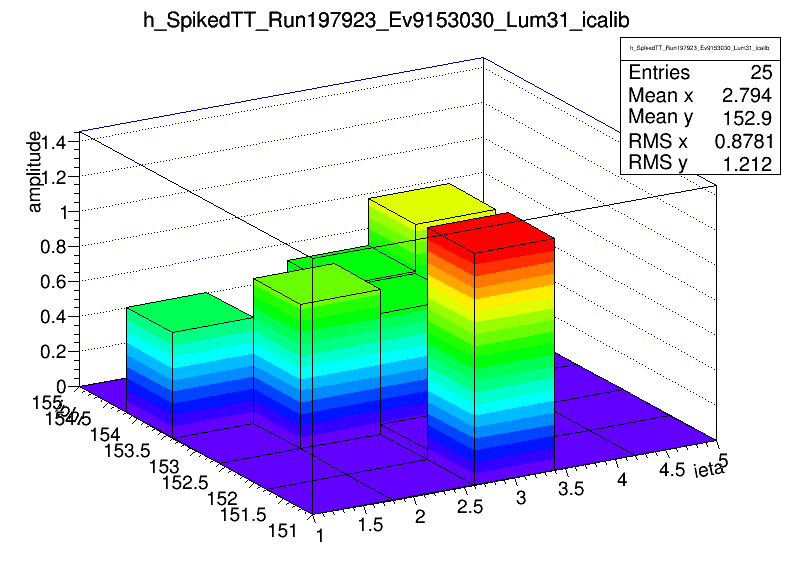 h_SpikedTT_Run197923_Ev9153030_Lum31_icalib
h_SpikedTT_Run197923_Ev9153030_Lum31_icalib
Entries 25
Mean x 2.794
Mean y 152.9
RMS x 0.8781
RMS y 1.212
amplitude
1.4
1.2
1
0.8
0.6
0.4
0.2
0
155
154.5
154
153.5
153
152.5
152
151.5
151
1
1.5
2
2.5
3
3.5
4
4.5
5
ieta